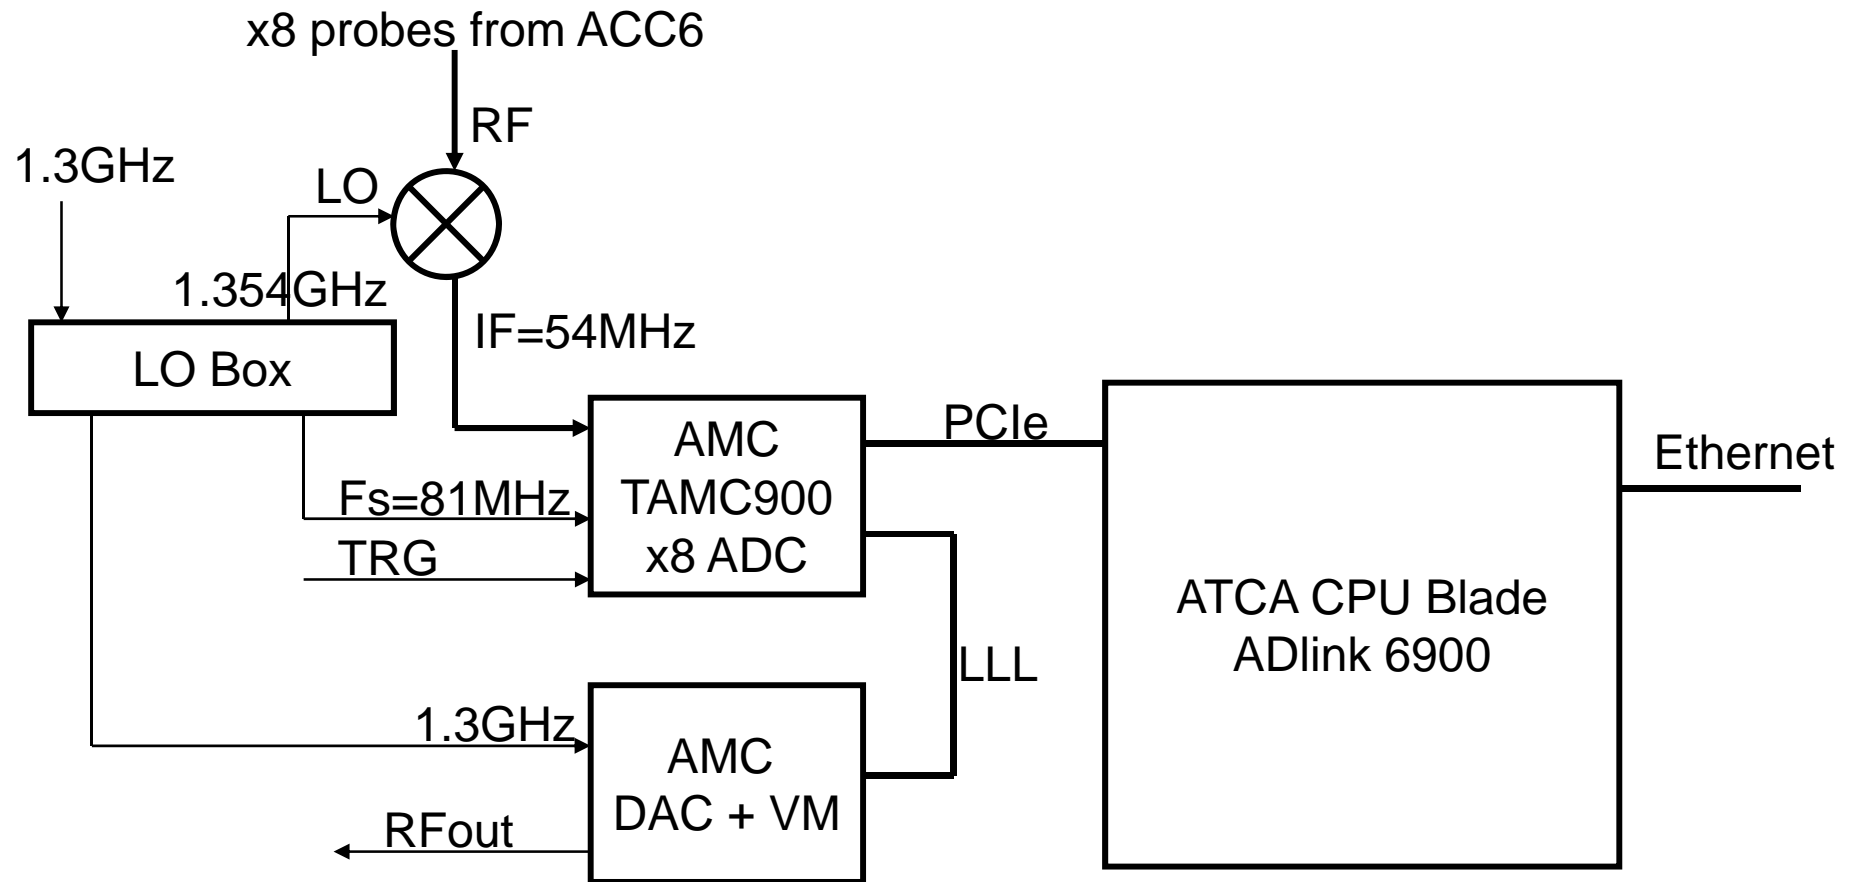 x8 probes from ACC6
RF
1.3GHz
LO
1.354GHz
IF=54MHz
LO Box
AMC
TAMC900
x8 ADC
PCIe
Ethernet
Fs=81MHz
TRG
ATCA CPU Blade
ADlink 6900
LLL
1.3GHz
AMC
DAC + VM
RFout